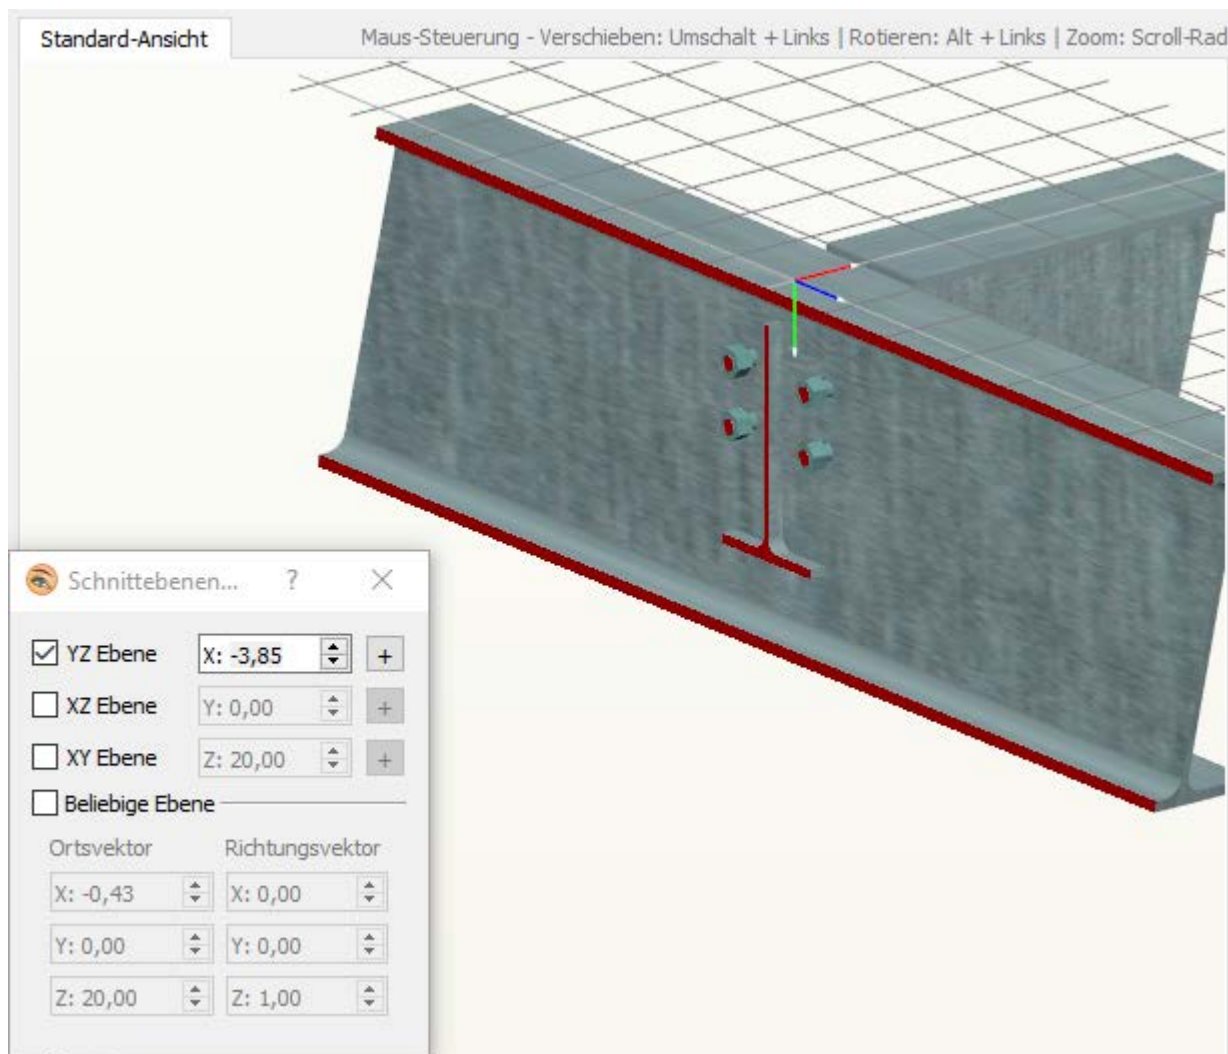 Standard-Ansicht
Maus-Steuerung - Verschieben: Umschalt + Links | Rotieren: Alt + Links | Zoom: Scroll-Rad
Schnittebenen... ?
YZ Ebene X: -3,85 +
XZ Ebene Y: 0,00 +
XY Ebene Z: 20,00 +
Beliebige Ebene
Ortsvektor Richtungsvektor
X: -0,43 X: 0,00
Y: 0,00 Y: 0,00
Z: 20,00 Z: 1,00